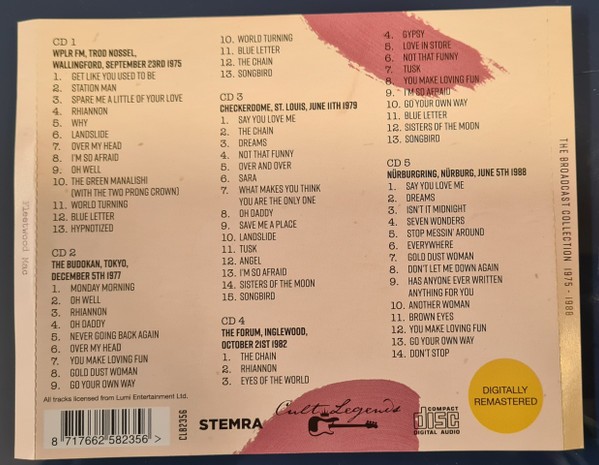 CD 1
WPLR FM, TROD NOSSEL,
WALLINGFORD, SEPTEMBER 23RD 1975
1. GET LIKE YOU USED TO BE
2. STATION MAN
3. SPARE ME A LITTLE OF YOUR LOVE
4. RHIANNON
5. WHY
6. LANDSLIDE
7. OVER MY HEAD
8. I'M SO AFRAID
9. OH WELL
10. THE GREEN MANALISHI
(WITH THE TWO PRONG CROWN)
11. WORLD TURNING
12. BLUE LETTER
13. HYPNOTIZED
CD 2
THE BUDOKAN, TOKYO,
DECEMBER 5TH 1977
1. MONDAY MORNING
2. OH WELL
3. RHIANNON
4. OH DADDY
5. NEVER GOING BACK AGAIN
6. OVER MY HEAD
7. YOU MAKE LOVING FUN
8. GOLD DUST WOMAN
9. GO YOUR OWN WAY
10. WORLD TURNING
11. BLUE LETTER
12. THE CHAIN
13. SONGBIRD
CD 3
CHECKERDOME, ST. LOUIS, JUNE 11TH 1979
1. SAY YOU LOVE ME
2. THE CHAIN
3. DREAMS
4. NOT THAT FUNNY
5. OVER AND OVER
6. SARA
7. WHAT MAKES YOU THINK
YOU ARE THE ONLY ONE
8. OH DADDY
9. SAVE ME A PLACE
10. LANDSLIDE
11. TUSK
12. ANGEL
13. I'M SO AFRAID
14. SISTERS OF THE MOON
15. SONGBIRD
CD 4
THE FORUM, INGLEWOOD,
OCTOBER 21ST 1982
1. THE CHAIN
2. RHIANNON
3. EYES OF THE WORLD
4. GYPSY
5. LOVE IN STORE
6. NOT THAT FUNNY
7. TUSK
8. YOU MAKE LOVING FUN
9. I'M SO AFRAID
10. GO YOUR OWN WAY
11. BLUE LETTER
12. SISTERS OF THE MOON
13. SONGBIRD
CD 5
NÜRBURGRING, NÜRBURG, JUNE 5TH 1988
1. SAY YOU LOVE ME
2. DREAMS
3. ISN'T IT MIDNIGHT
4. SEVEN WONDERS
5. STOP MESSIN' AROUND
6. EVERYWHERE
7. GOLD DUST WOMAN
8. DON'T LET ME DOWN AGAIN
9. HAS ANYONE EVER WRITTEN
ANYTHING FOR YOU
10. ANOTHER WOMAN
11. BROWN EYES
12. YOU MAKE LOVING FUN
13. GO YOUR OWN WAY
14. DON'T STOP
All tracks licensed from Lumi Entertainment Ltd.
8 717662 582356 >
CLB2356
STEMRA
Cult Legends
COMPACT
disc
DIGITAL AUDIO
DIGITALLY
REMASTERED
Fleetwood Mac
THE BROADCAST COLLECTION 1975 - 1988